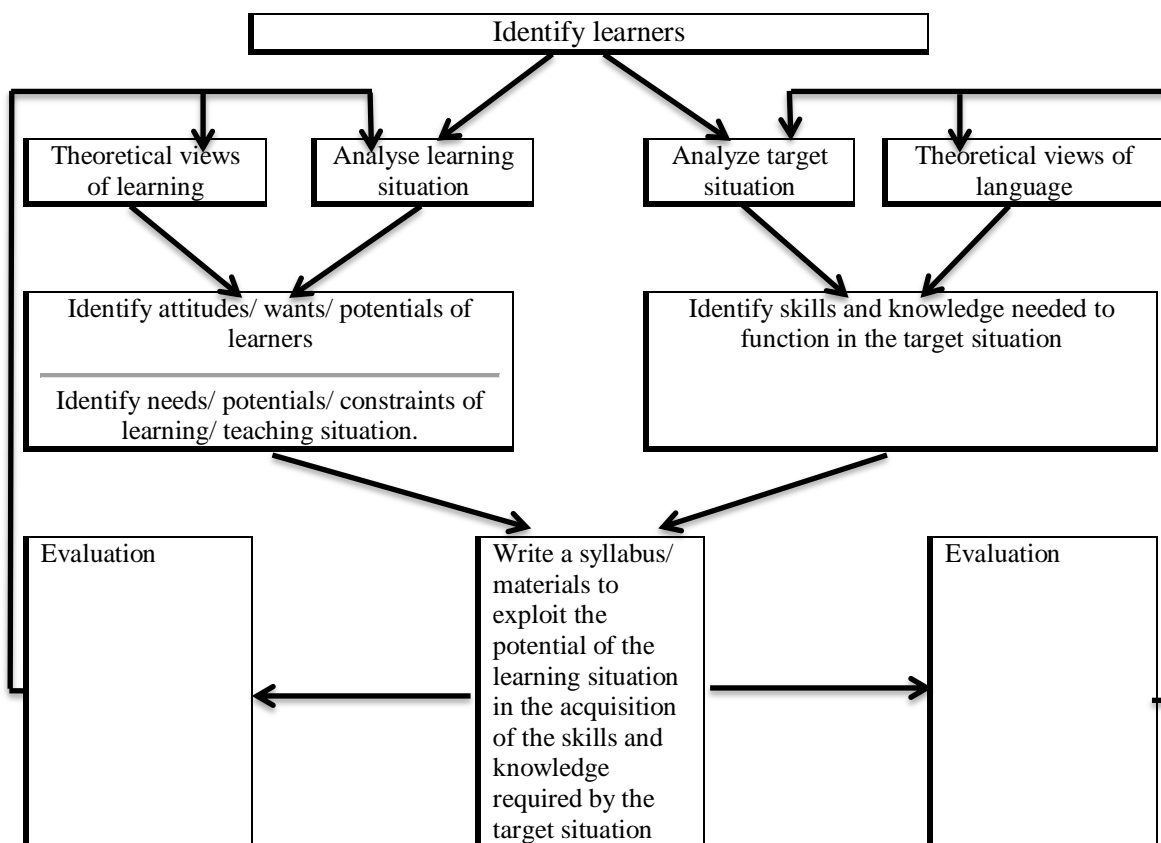 Identify learners
Theoretical views
of learning
Analyse learning
situation
Analyze target
situation
Theoretical views of
language
Identify attitudes/ wants/ potentials of
learners
Identify needs/ potentials/ constraints of
learning/ teaching situation.
Identify skills and knowledge needed to
function in the target situation
Evaluation
Write a syllabus/
materials to
exploit the
potential of the
learning situation
in the acquisition
of the skills and
knowledge
required by the
target situation
Evaluation